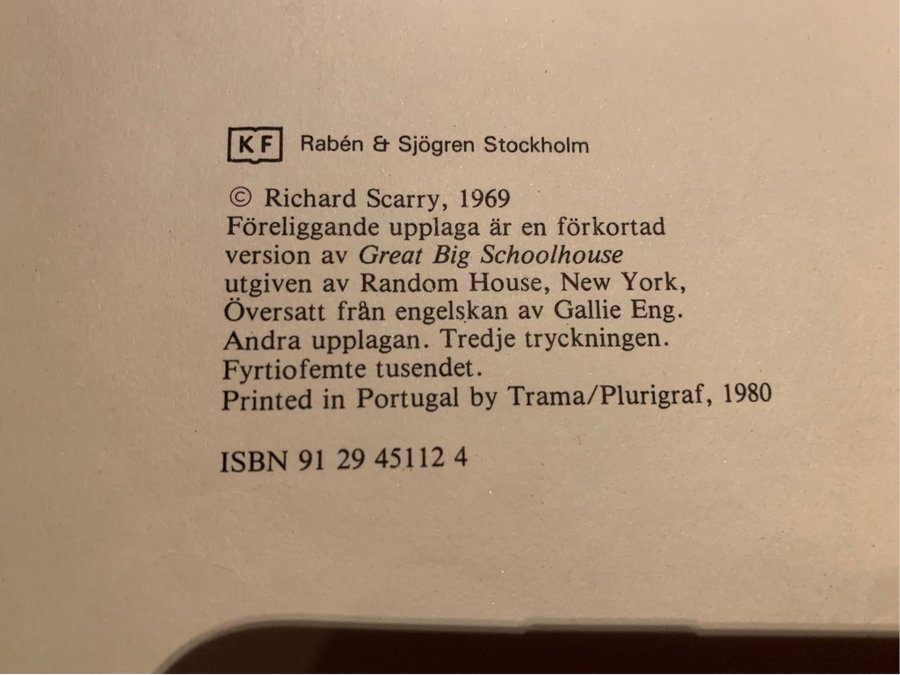 KF Rabén & Sjögren Stockholm
© Richard Scarry, 1969
Föreliggande upplaga är en förkortad
version av Great Big Schoolhouse
utgiven av Random House, New York,
Översatt från engelskan av Gallie Eng.
Andra upplagan. Tredje tryckningen.
Fyrtiofemte tusendet.
Printed in Portugal by Trama/Plurigraf, 1980
ISBN 91 29 45112 4